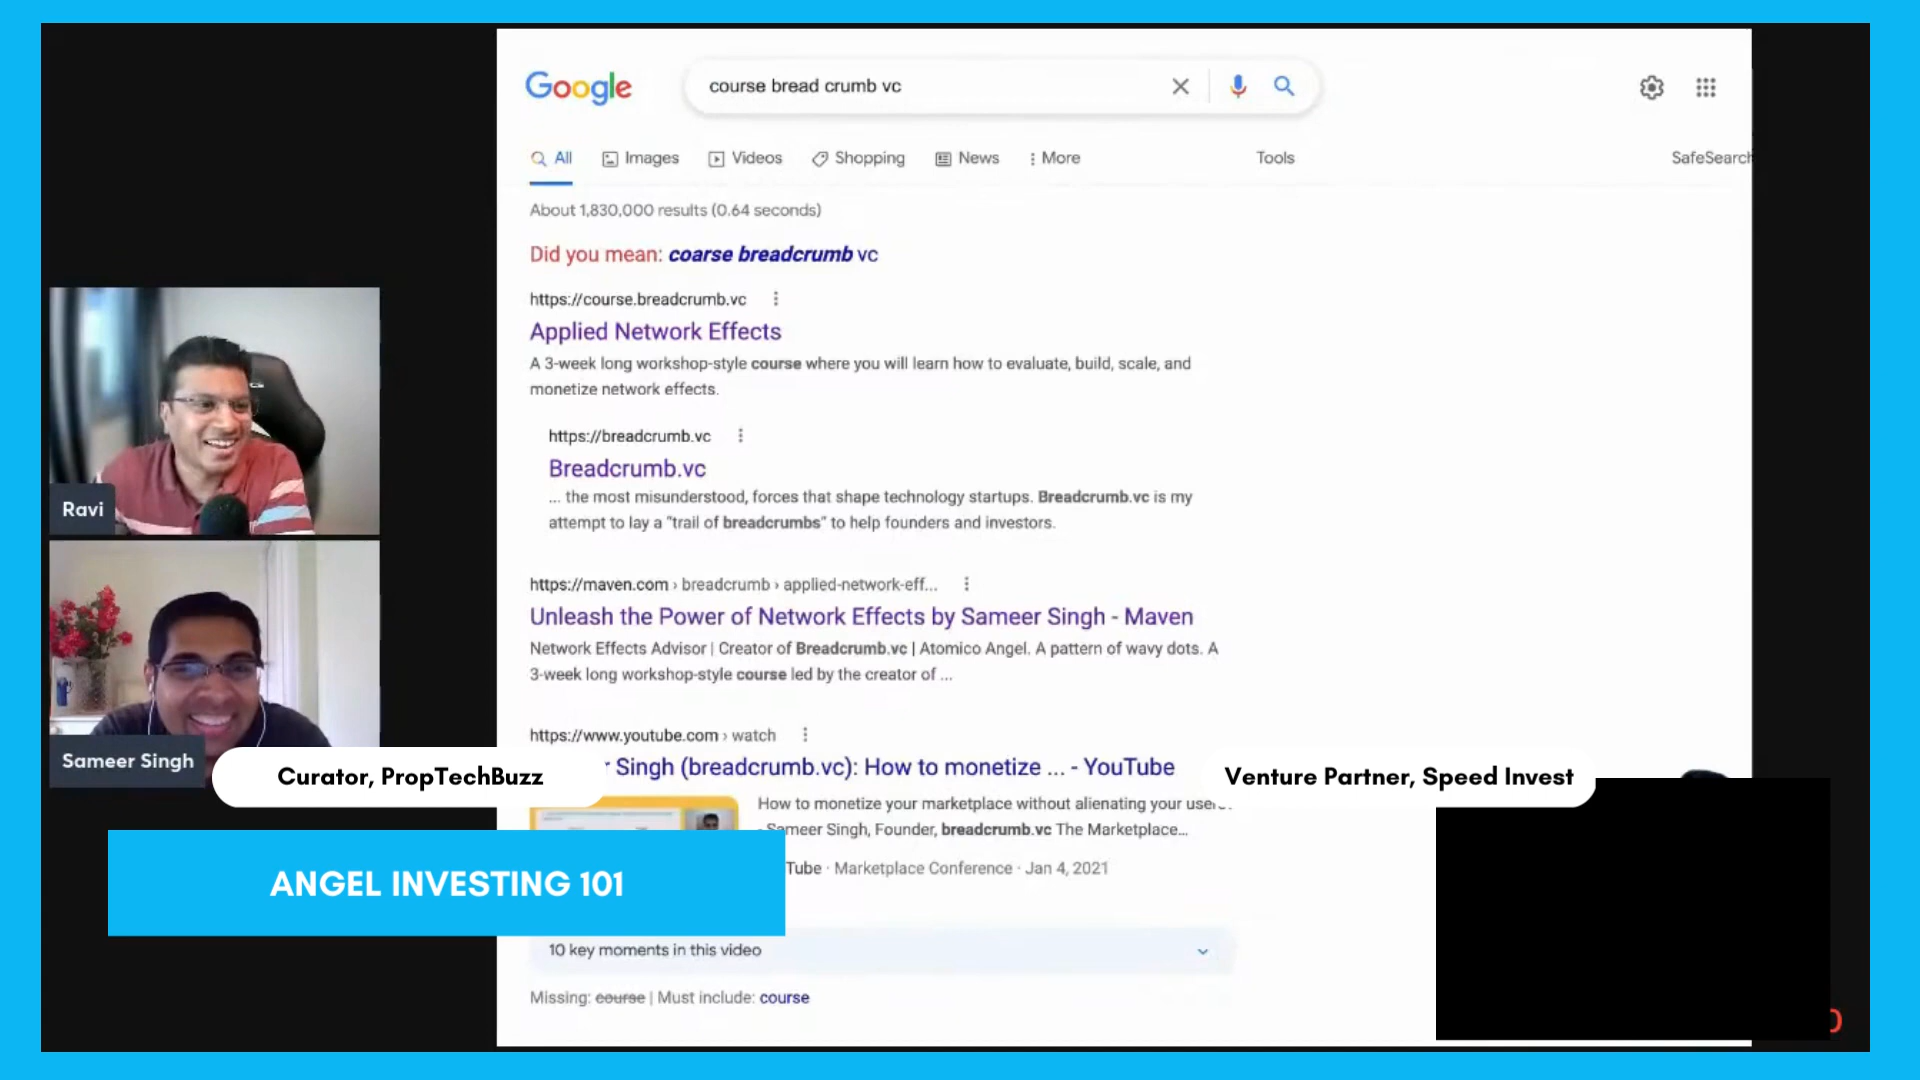 Google
course bread crumb vc
All Images Videos Shopping News More Tools SafeSearch
About 1,830,000 results (0.64 seconds)
Did you mean: coarse breadcrumb vc
https://course.breadcrumb.vc
Applied Network Effects
A 3-week long workshop-style course where you will learn how to evaluate, build, scale, and
monetize network effects.
https://breadcrumb.vc
Breadcrumb.vc
... the most misunderstood, forces that shape technology startups. Breadcrumb.vc is my
attempt to lay a "trail of breadcrumbs" to help founders and investors.
https://maven.com › breadcrumb › applied-network-eff...
Unleash the Power of Network Effects by Sameer Singh - Maven
Network Effects Advisor | Creator of Breadcrumb.vc | Atomico Angel. A pattern of wavy dots. A
3-week long workshop-style course led by the creator of ...
https://www.youtube.com › watch
r Singh (breadcrumb.vc): How to monetize ... - YouTube
How to monetize your marketplace without alienating your
Sameer Singh, Founder, breadcrumb.vc The Marketplace...
Tube · Marketplace Conference · Jan 4, 2021
10 key moments in this video
Missing: course | Must include: course
Ravi
Sameer Singh
Curator, PropTechBuzz
Venture Partner, Speed Invest
ANGEL INVESTING 101